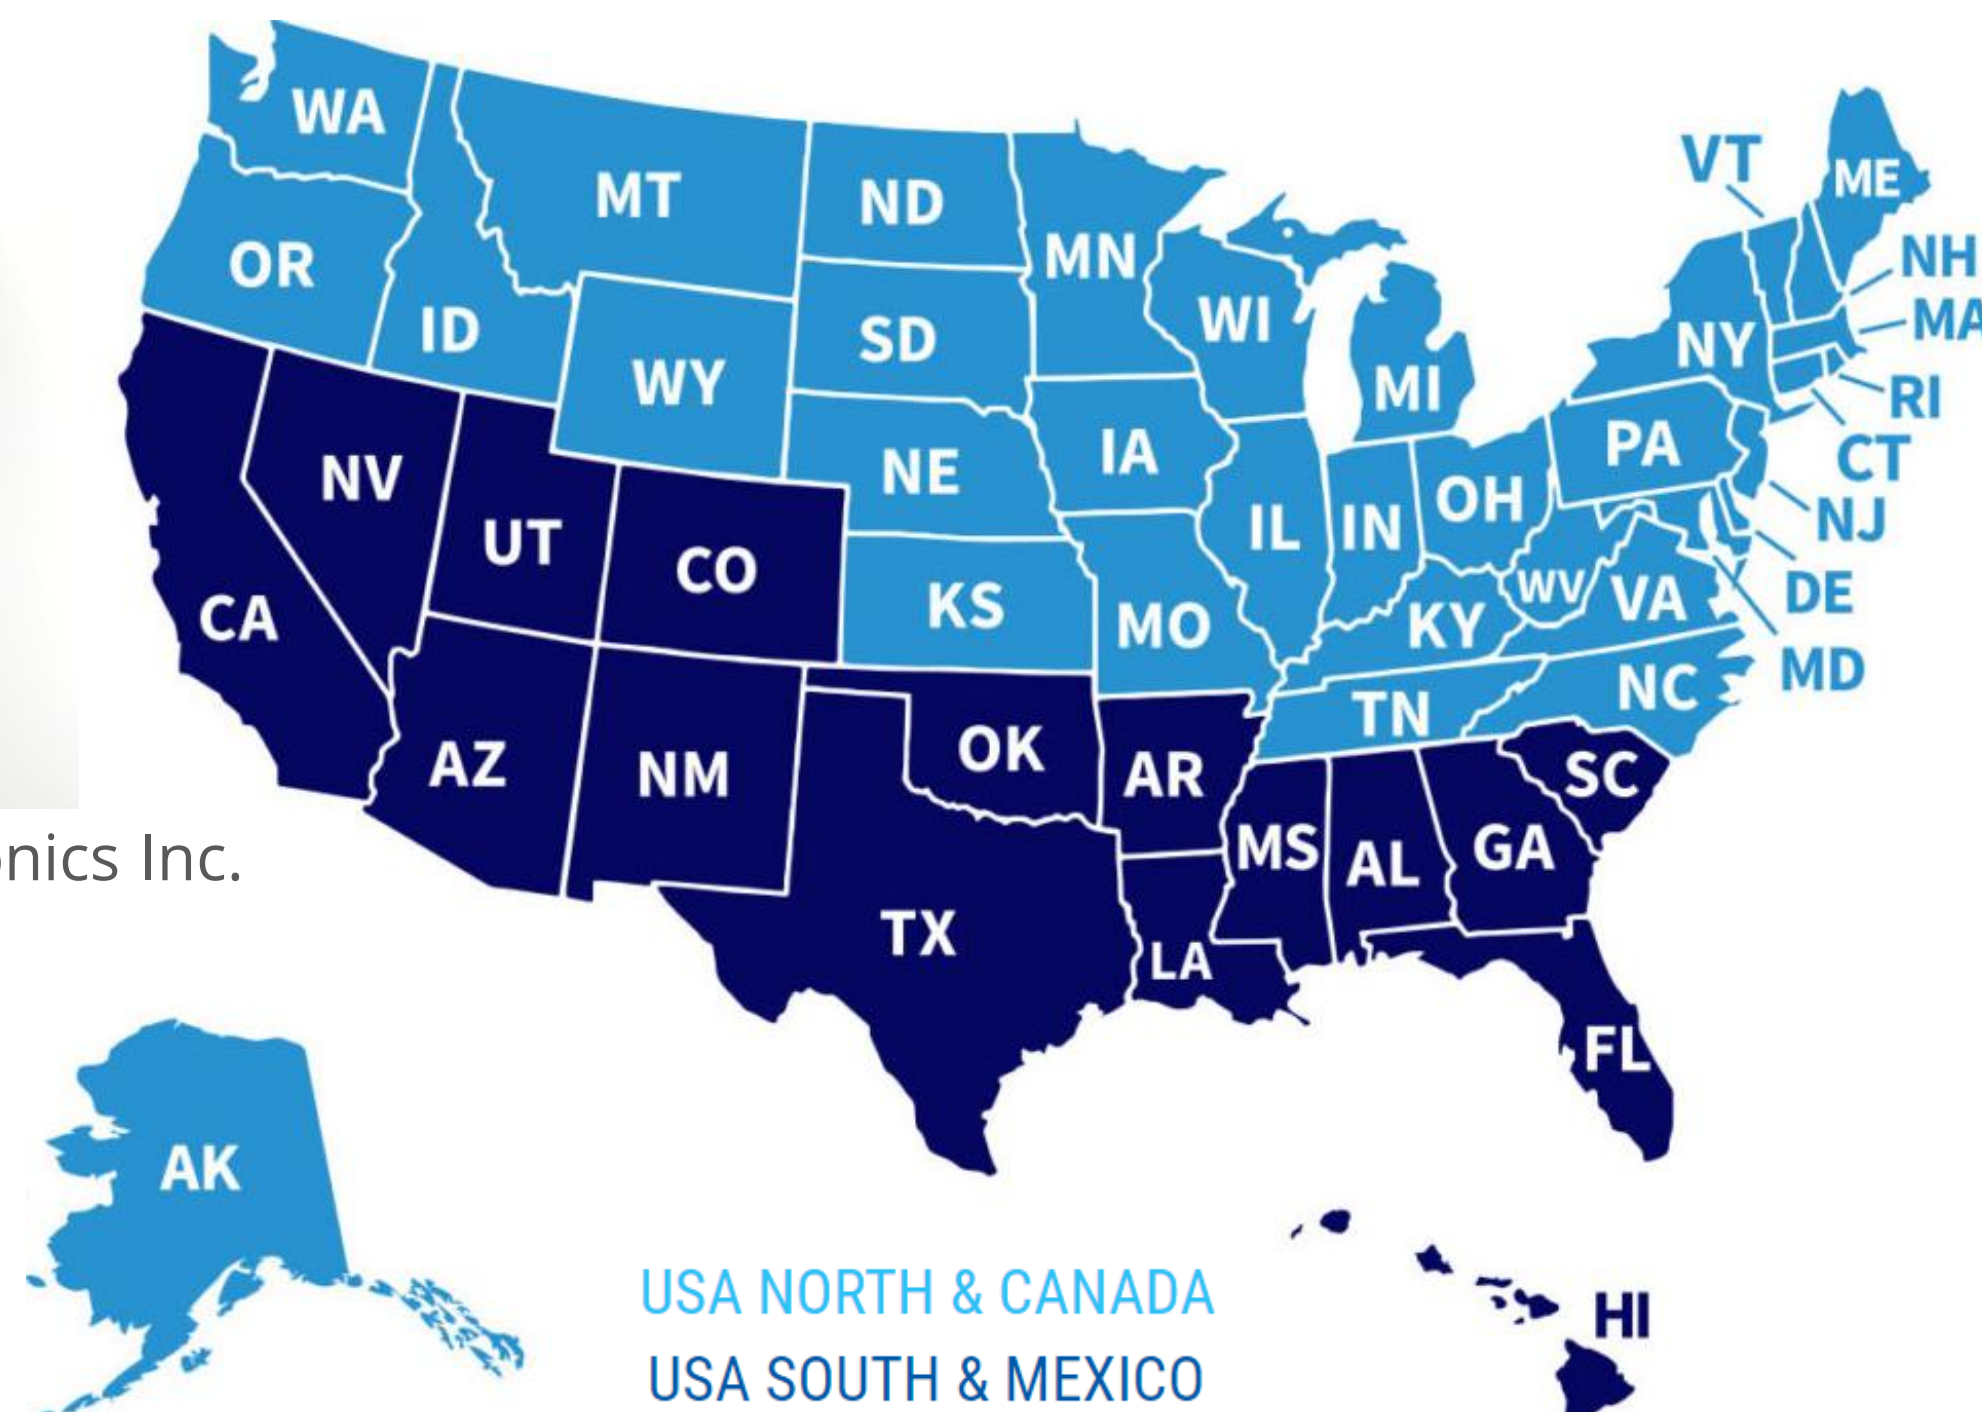 WA
VT
ME
MT
ND
OR
MN
NH
ID
SD
WI
NY
MA
WY
MI
RI
NV
NE
IA
PA
CT
UT
CO
IL
IN
OH
NJ
CA
KS
MO
KY
WV
VA
DE
AZ
NM
OK
AR
TN
NC
MD
MS
AL
GA
SC
onics Inc.
TX
LA
FL
AK
HI
USA NORTH & CANADA
USA SOUTH & MEXICO